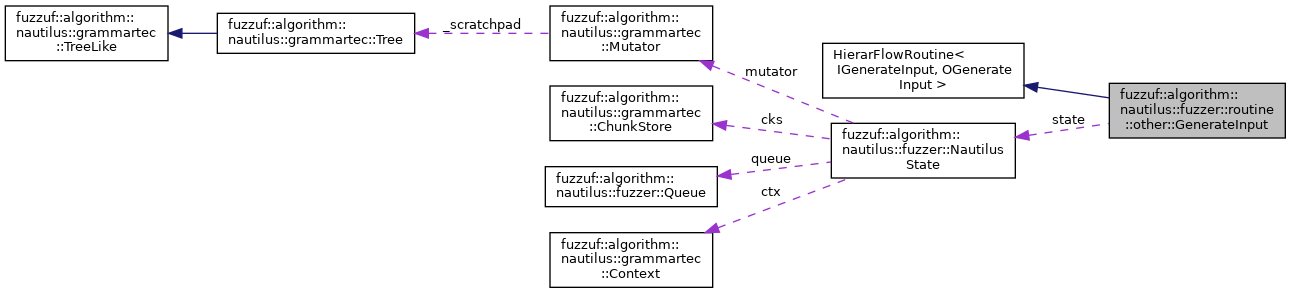 fuzzuf::algorithm::
nautilus::grammartec
::TreeLike
fuzzuf::algorithm::
nautilus::grammartec::Tree
_scratchpad
fuzzuf::algorithm::
nautilus::grammartec
::Mutator
mutator
fuzzuf::algorithm::
nautilus::grammartec
::ChunkStore
cks
fuzzuf::algorithm::
nautilus::fuzzer::Queue
queue
fuzzuf::algorithm::
nautilus::grammartec
::Context
ctx
HierarFlowRoutine<
IGenerateInput, OGenerate
Input >
fuzzuf::algorithm::
nautilus::fuzzer::Nautilus
State
state
fuzzuf::algorithm::
nautilus::fuzzer::routine
::other::GenerateInput